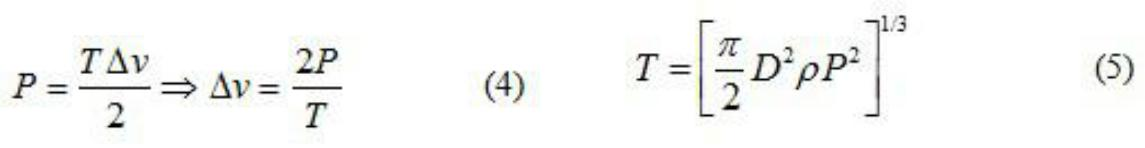 P = TΔv/2 ⇒ Δv = 2P/T (4)
T = [π/2 D²ρP²]^1/3 (5)